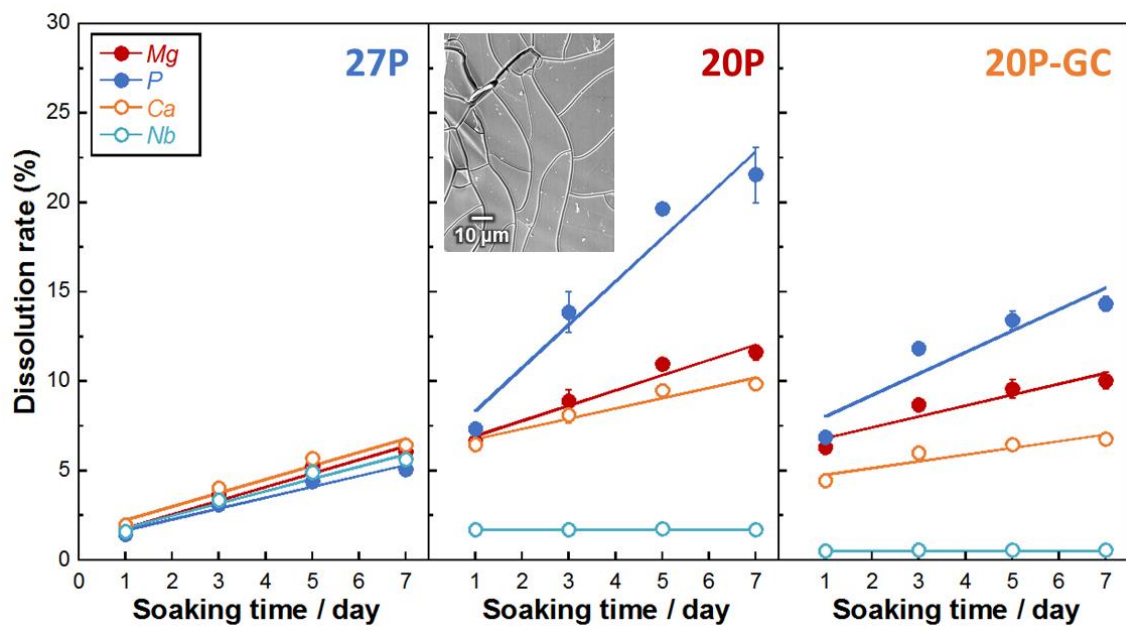 30
25
20
15
10
5
0
Dissolution rate (%)
Mg
P
Ca
Nb
27P
20P
20P-GC
10 µm
0 1 2 3 4 5 6 7
1 2 3 4 5 6 7
1 2 3 4 5 6 7
Soaking time / day
Soaking time / day
Soaking time / day